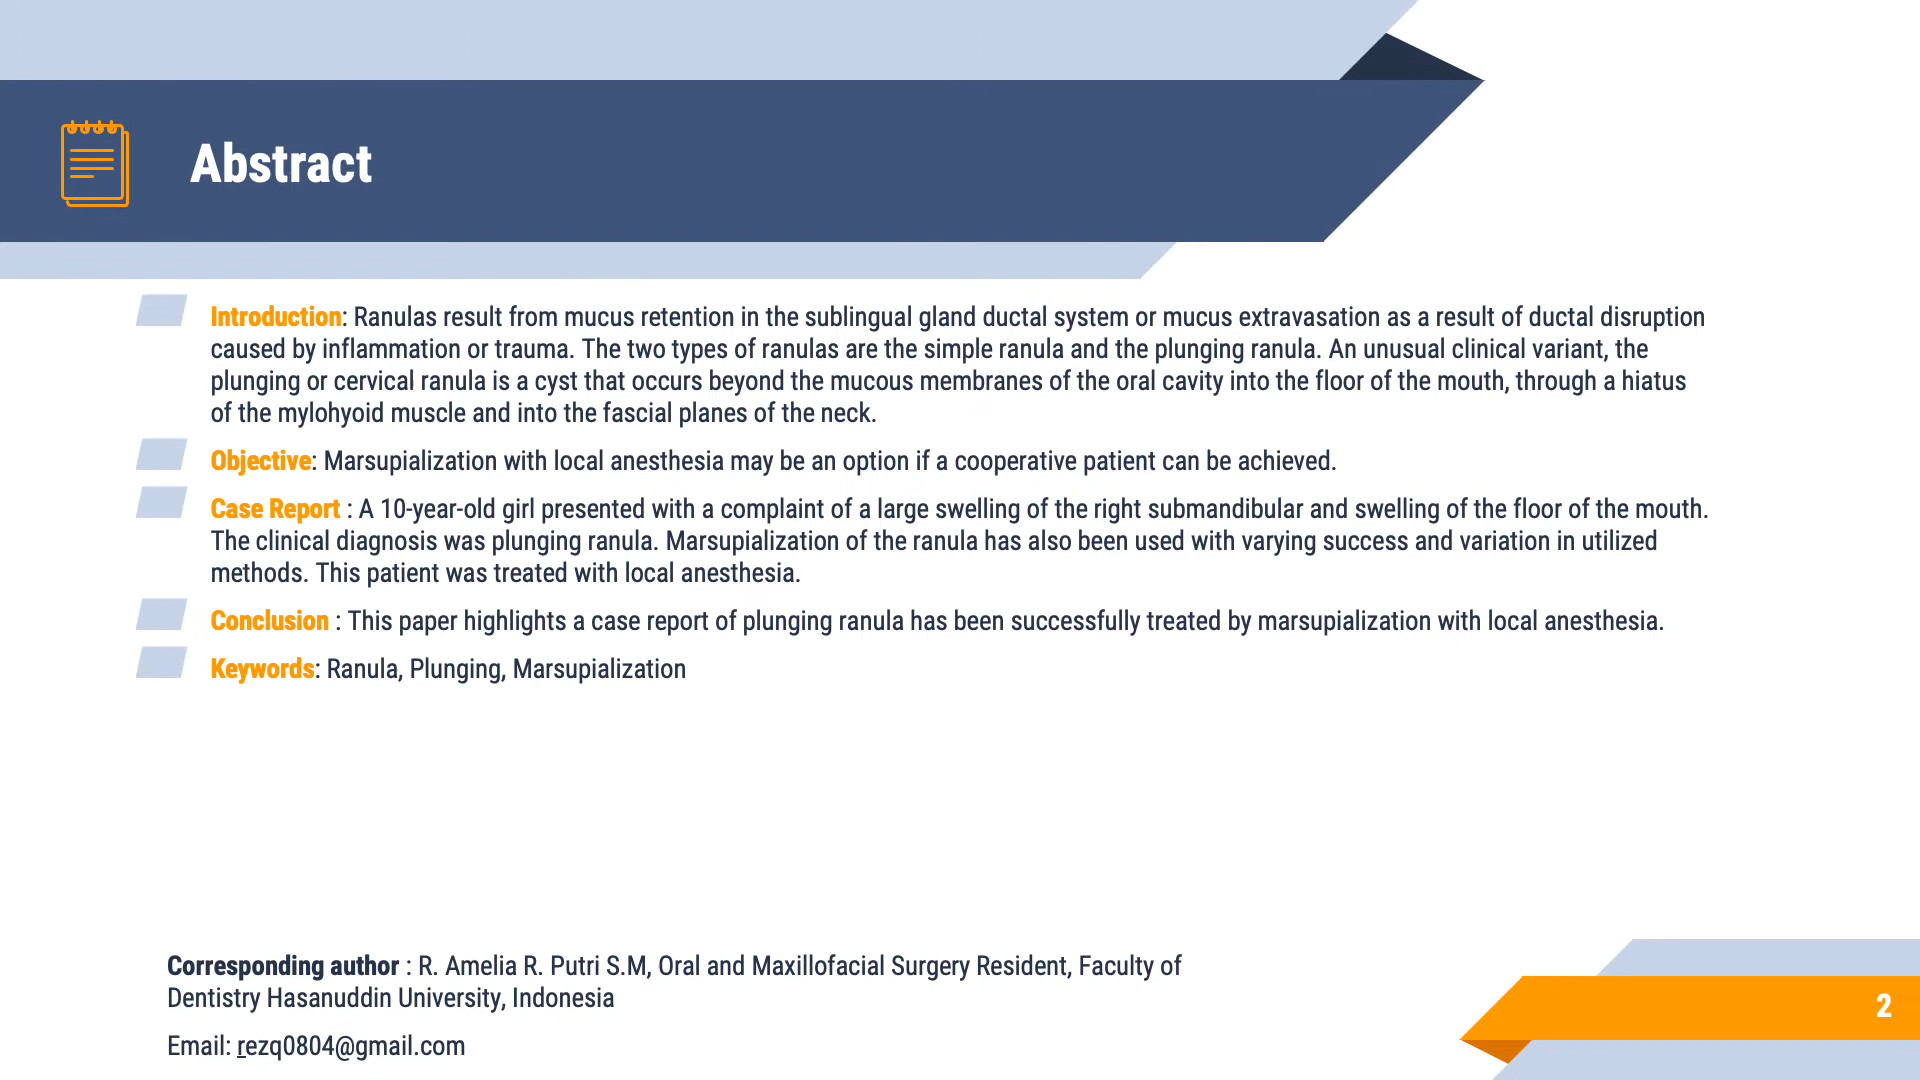 Abstract
Introduction: Ranulas result from mucus retention in the sublingual gland ductal system or mucus extravasation as a result of ductal disruption
caused by inflammation or trauma. The two types of ranulas are the simple ranula and the plunging ranula. An unusual clinical variant, the
plunging or cervical ranula is a cyst that occurs beyond the mucous membranes of the oral cavity into the floor of the mouth, through a hiatus
of the mylohyoid muscle and into the fascial planes of the neck.
Objective: Marsupialization with local anesthesia may be an option if a cooperative patient can be achieved.
Case Report : A 10-year-old girl presented with a complaint of a large swelling of the right submandibular and swelling of the floor of the mouth.
The clinical diagnosis was plunging ranula. Marsupialization of the ranula has also been used with varying success and variation in utilized
methods. This patient was treated with local anesthesia.
Conclusion : This paper highlights a case report of plunging ranula has been successfully treated by marsupialization with local anesthesia.
Keywords: Ranula, Plunging, Marsupialization
Corresponding author : R. Amelia R. Putri S.M, Oral and Maxillofacial Surgery Resident, Faculty of
Dentistry Hasanuddin University, Indonesia
Email: rezq0804@gmail.com
2